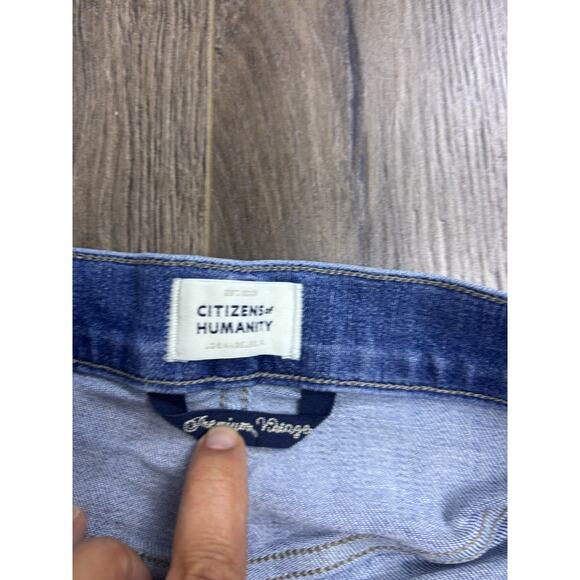 CITIZENS of
HUMANITY
Premium Vintage